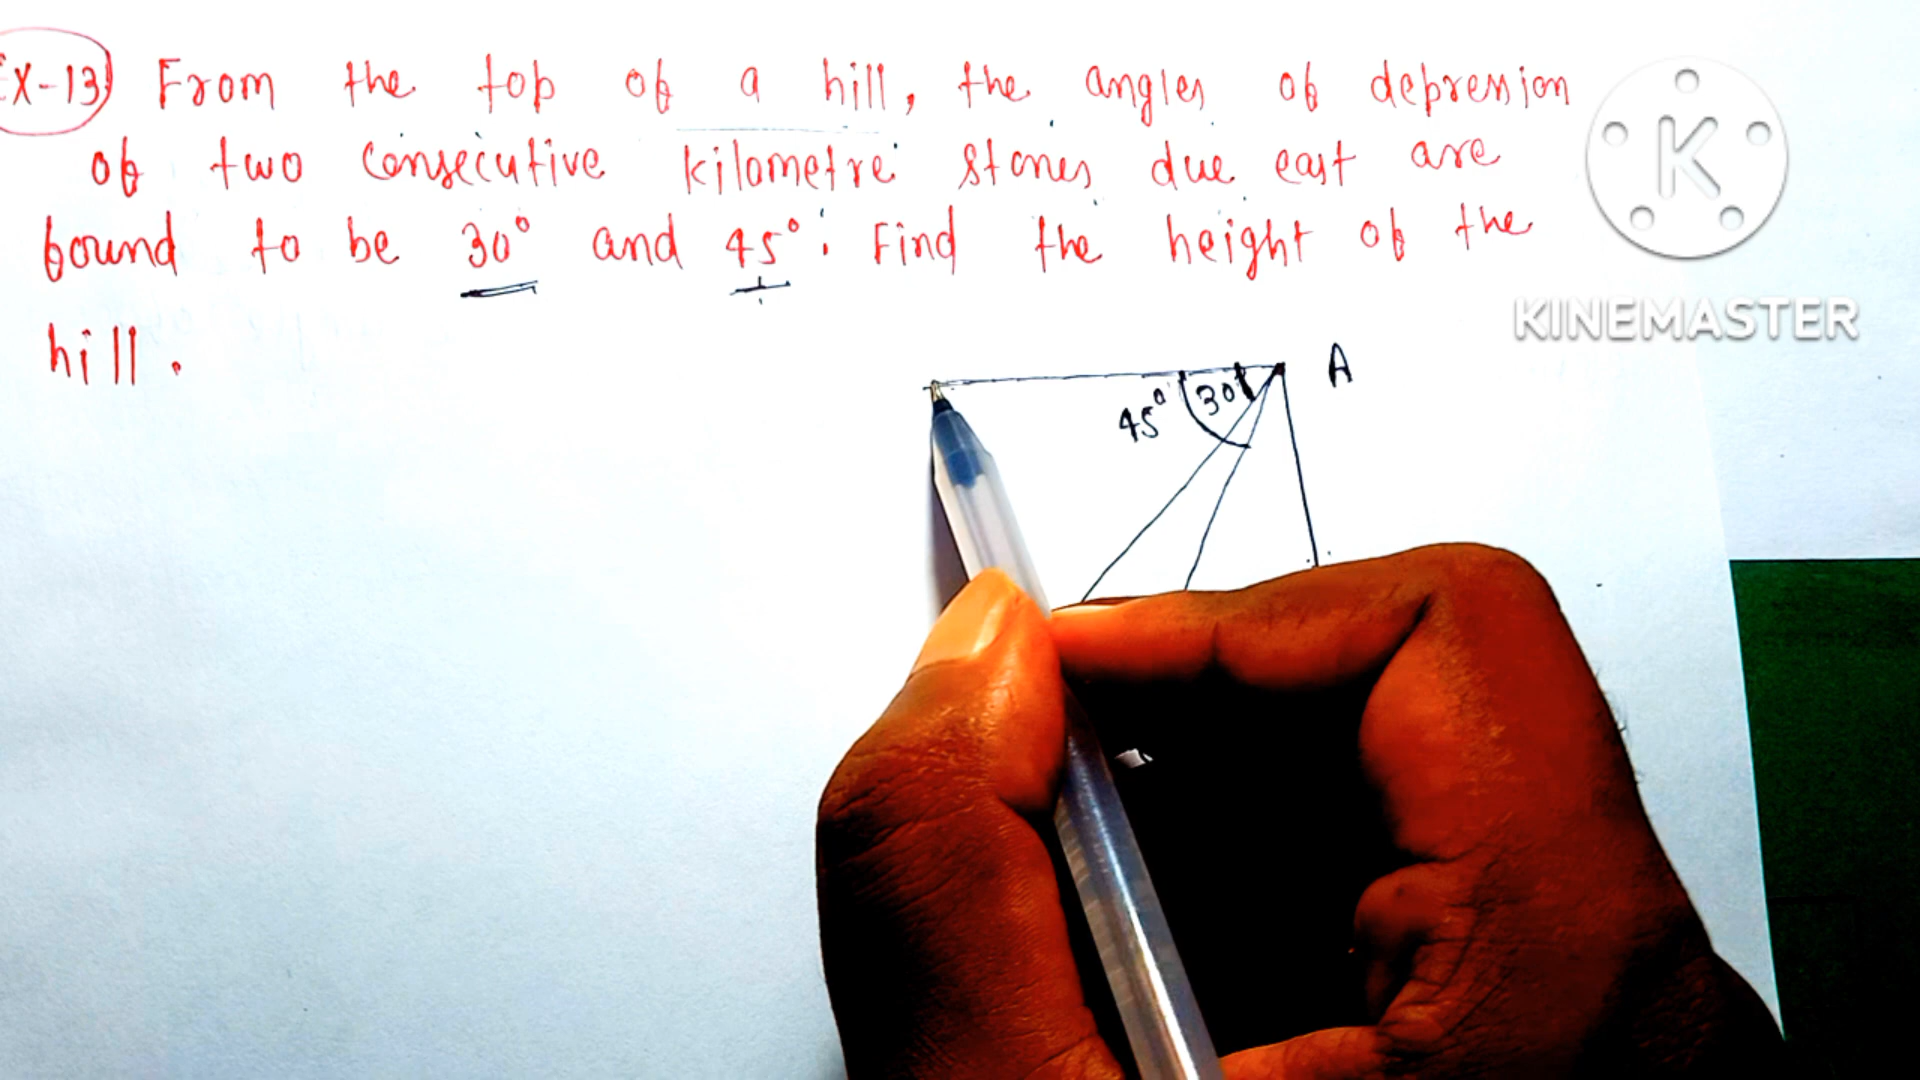 EX-13) From the top of a hill, the angles of depression
of two consecutive kilometre stones due east are
found to be 30° and 45°. Find the height of the
hill.
A
45° 30°
K
KINEMASTER